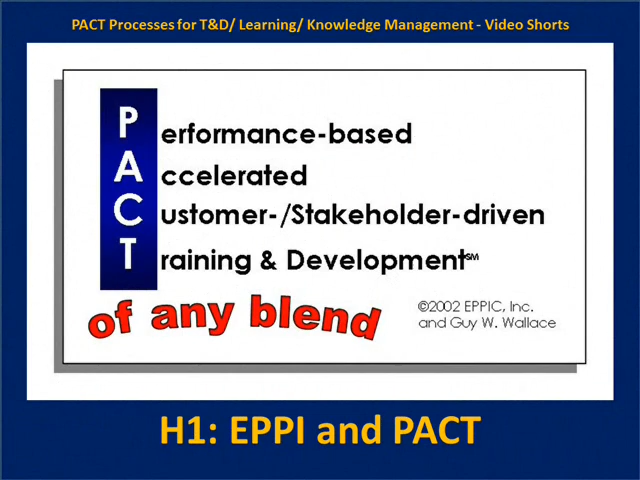 PACT Processes for T&D/ Learning/ Knowledge Management - Video Shorts
Performance-based
Accelerated
Customer-/Stakeholder-driven
Training & Development℠
of any blend
©2002 EPPIC, Inc.
and Guy W. Wallace
H1: EPPI and PACT